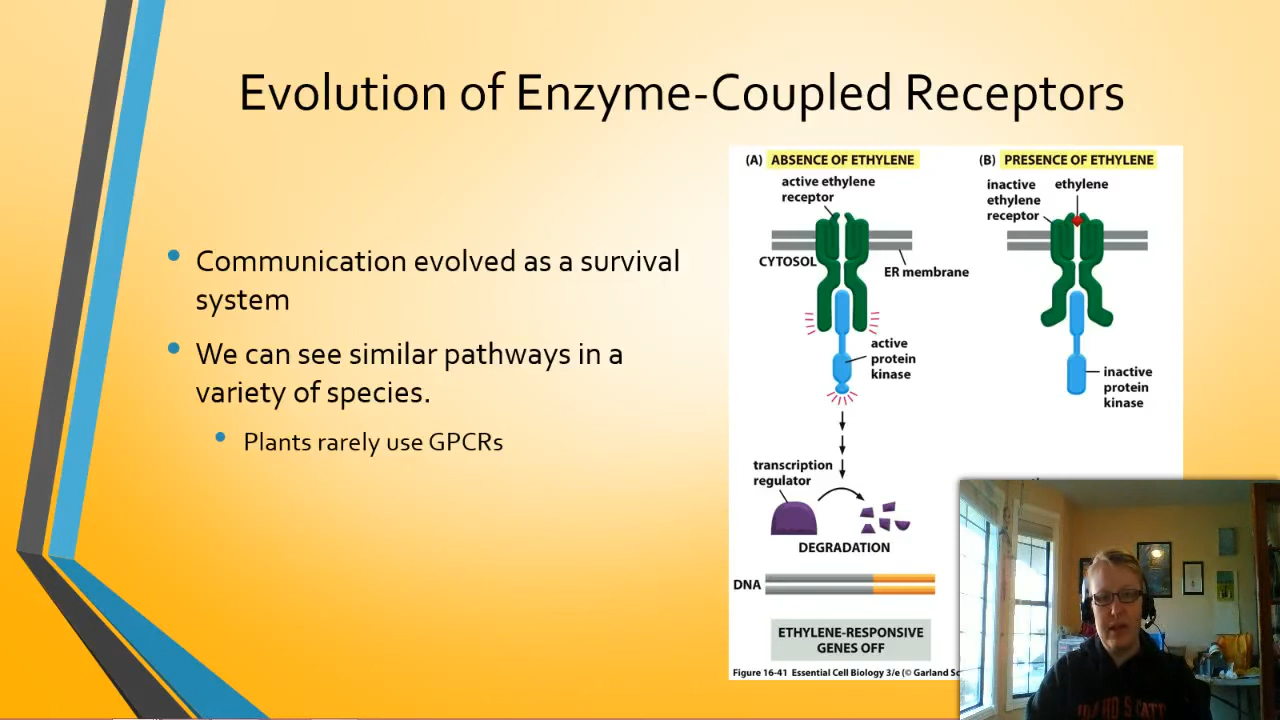 Evolution of Enzyme-Coupled Receptors
Communication evolved as a survival
system
We can see similar pathways in a
variety of species.
Plants rarely use GPCRs
(A) ABSENCE OF ETHYLENE
active ethylene
receptor
CYTOSOL
ER membrane
active
protein
kinase
transcription
regulator
DEGRADATION
DNA
ETHYLENE-RESPONSIVE
GENES OFF
(B) PRESENCE OF ETHYLENE
inactive
ethylene
receptor
ethylene
inactive
protein
kinase
Figure 16-41 Essential Cell Biology 3/e (© Garland Sc